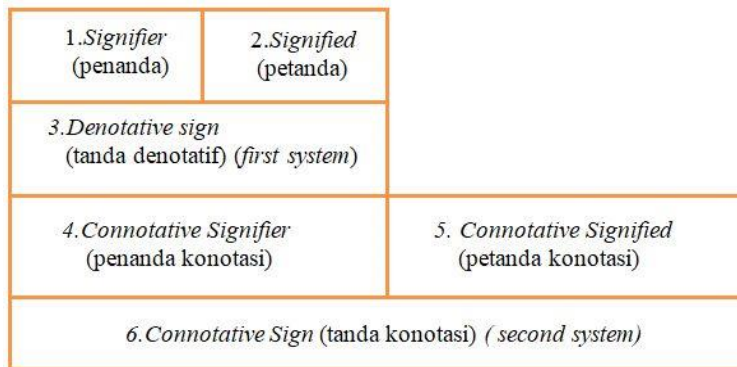 1.Signifier
(penanda)
2.Signified
(petanda)
3.Denotative sign
(tanda denotatif) (first system)
4.Connotative Signifier
(penanda konotasi)
5. Connotative Signified
(petanda konotasi)
6.Connotative Sign (tanda konotasi) ( second system)